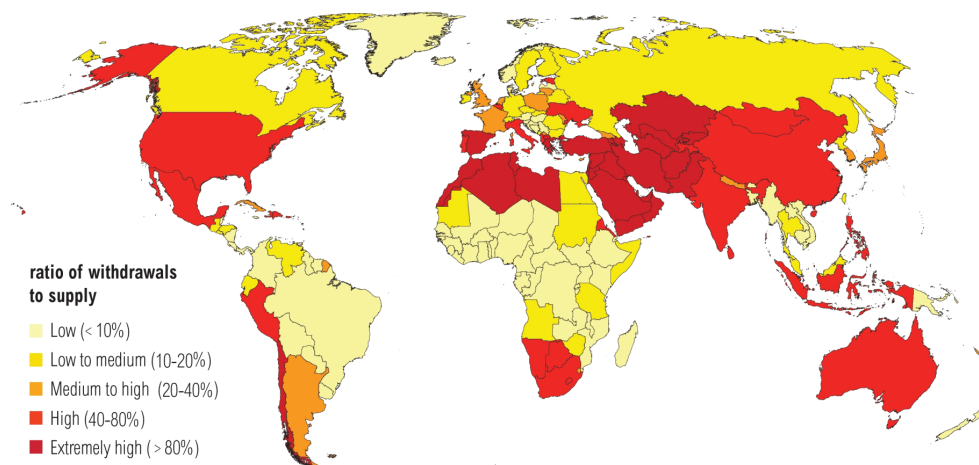 ratio of withdrawals
to supply
Low (< 10%)
Low to medium (10-20%)
Medium to high (20-40%)
High (40-80%)
Extremely high (> 80%)